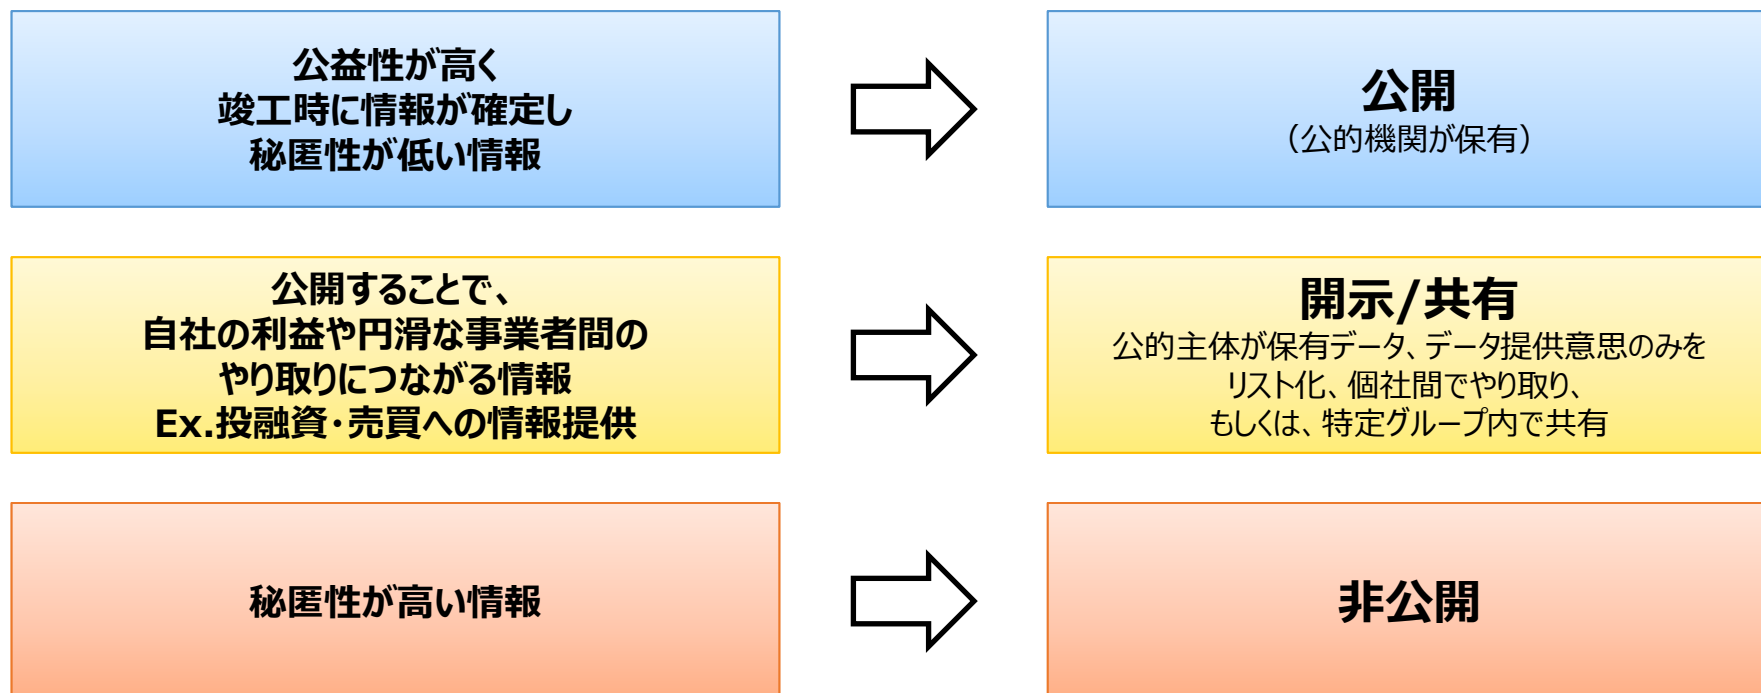 公益性が高く
竣工時に情報が確定し
秘匿性が低い情報
公開
（公的機関が保有）
公開することで、
自社の利益や円滑な事業者間の
やり取りにつながる情報
Ex.投融資・売買への情報提供
開示/共有
公的主体が保有データ、データ提供意思のみを
リスト化、個社間でやり取り、
もしくは、特定グループ内で共有
秘匿性が高い情報
非公開